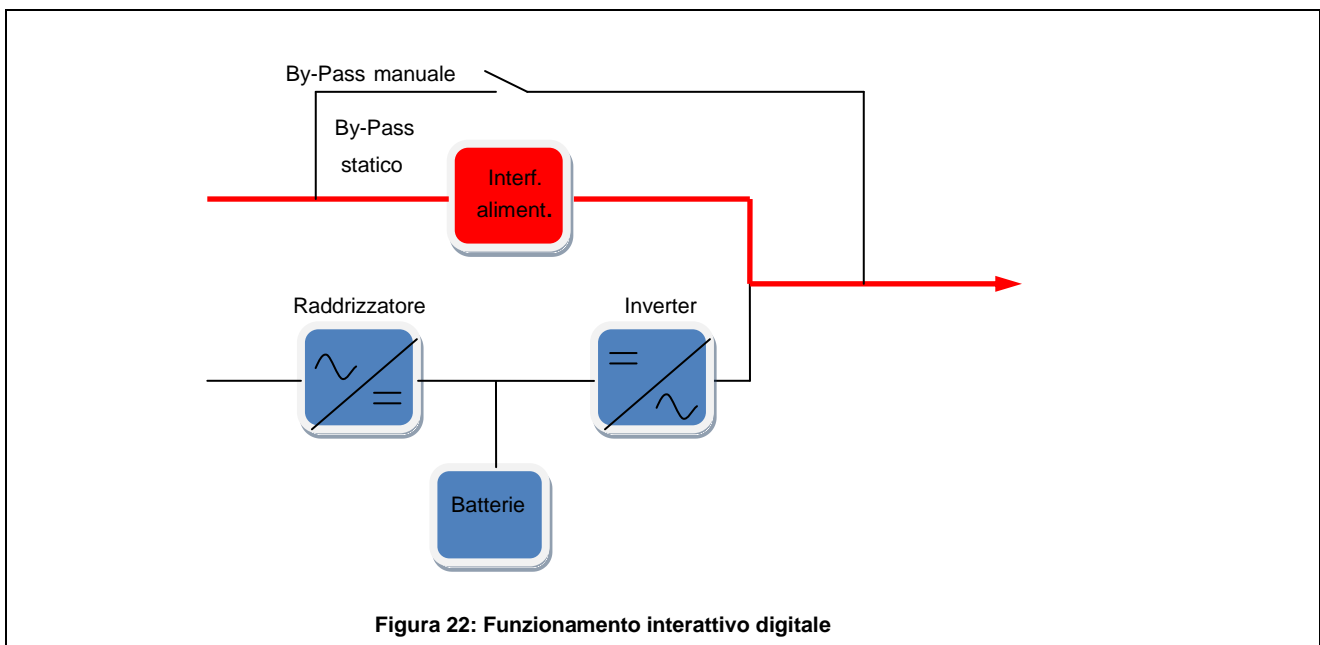 By-Pass manuale
By-Pass
statico
Interf.
aliment.
Raddrizzatore
Inverter
Batterie
Figura 22: Funzionamento interattivo digitale